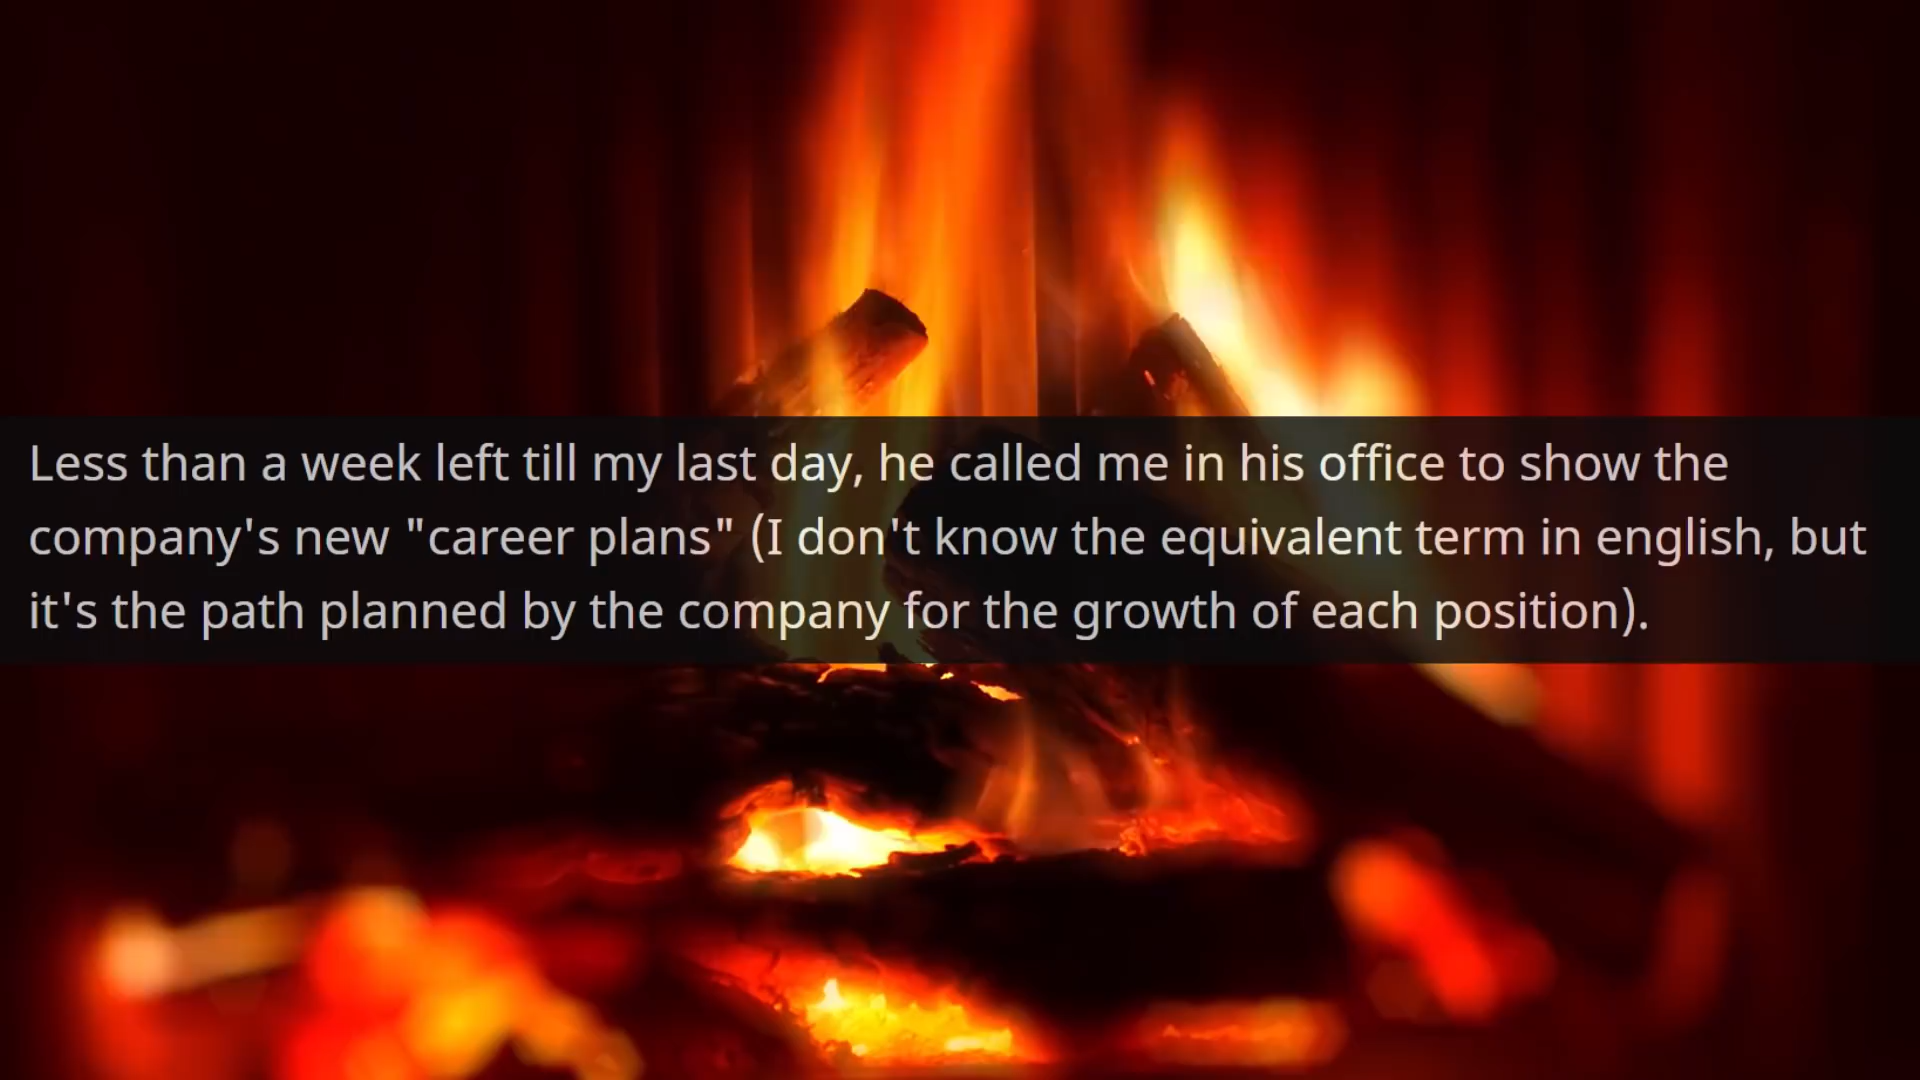 Less than a week left till my last day, he called me in his office to show the
company's new "career plans" (I don't know the equivalent term in english, but
it's the path planned by the company for the growth of each position).